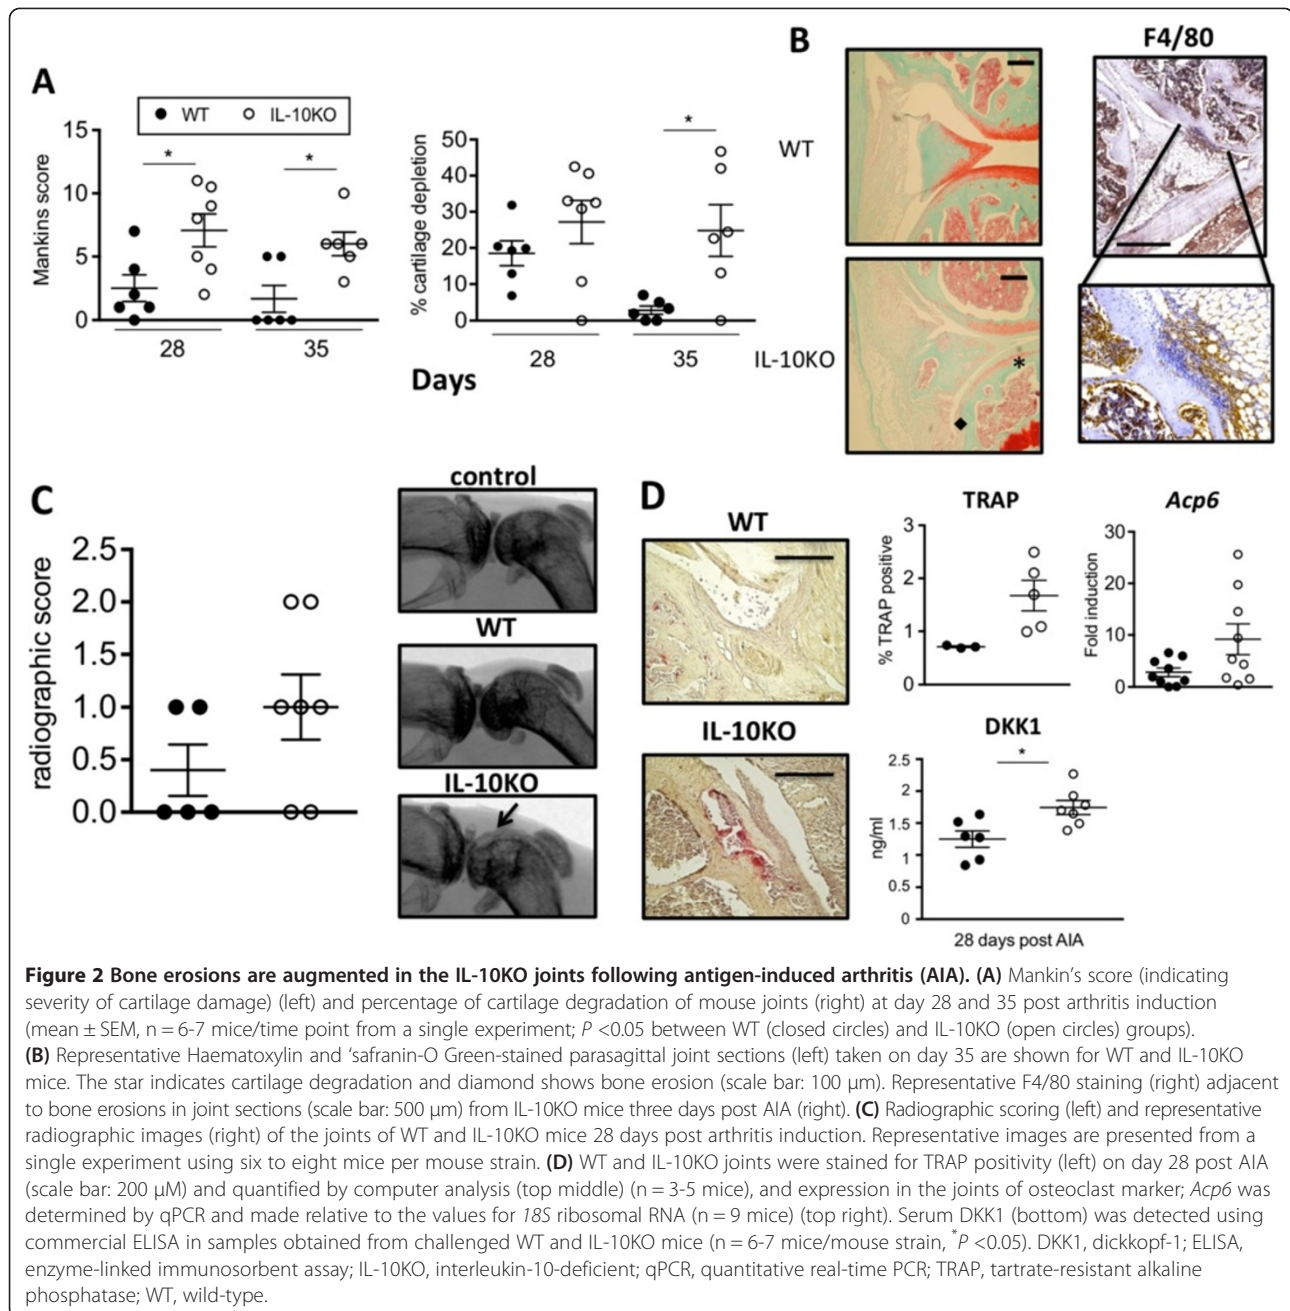 A
WT IL-10KO
15
10
5
0
Mankins score
*
*
28
35
50
40
30
20
10
0
% cartilage depletion
*
28
35
Days
B
WT
IL-10KO
*
F4/80
C
2.5
2.0
1.5
1.0
0.5
0.0
radiographic score
control
WT
IL-10KO
D
WT
IL-10KO
TRAP
3
2
1
0
% TRAP positive
Acp6
30
20
10
0
Fold induction
DKK1
*
2.5
2
1.5
1
0.5
0
ng/ml
28 days post AIA
Figure 2 Bone erosions are augmented in the IL-10KO joints following antigen-induced arthritis (AIA). (A) Mankin's score (indicating
severity of cartilage damage) (left) and percentage of cartilage degradation of mouse joints (right) at day 28 and 35 post arthritis induction
(mean ± SEM, n = 6-7 mice/time point from a single experiment; P <0.05 between WT (closed circles) and IL-10KO (open circles) groups).
(B) Representative Haematoxylin and 'safranin-O Green-stained parasagittal joint sections (left) taken on day 35 are shown for WT and IL-10KO
mice. The star indicates cartilage degradation and diamond shows bone erosion (scale bar: 100 μm). Representative F4/80 staining (right) adjacent
to bone erosions in joint sections (scale bar: 500 μm) from IL-10KO mice three days post AIA (right). (C) Radiographic scoring (left) and representative
radiographic images (right) of the joints of WT and IL-10KO mice 28 days post arthritis induction. Representative images are presented from a
single experiment using six to eight mice per mouse strain. (D) WT and IL-10KO joints were stained for TRAP positivity (left) on day 28 post AIA
(scale bar: 200 μM) and quantified by computer analysis (top middle) (n = 3-5 mice), and expression in the joints of osteoclast marker; Acp6 was
determined by qPCR and made relative to the values for 18S ribosomal RNA (n = 9 mice) (top right). Serum DKK1 (bottom) was detected using
commercial ELISA in samples obtained from challenged WT and IL-10KO mice (n = 6-7 mice/mouse strain, *P <0.05). DKK1, dickkopf-1; ELISA,
enzyme-linked immunosorbent assay; IL-10KO, interleukin-10-deficient; qPCR, quantitative real-time PCR; TRAP, tartrate-resistant alkaline
phosphatase; WT, wild-type.